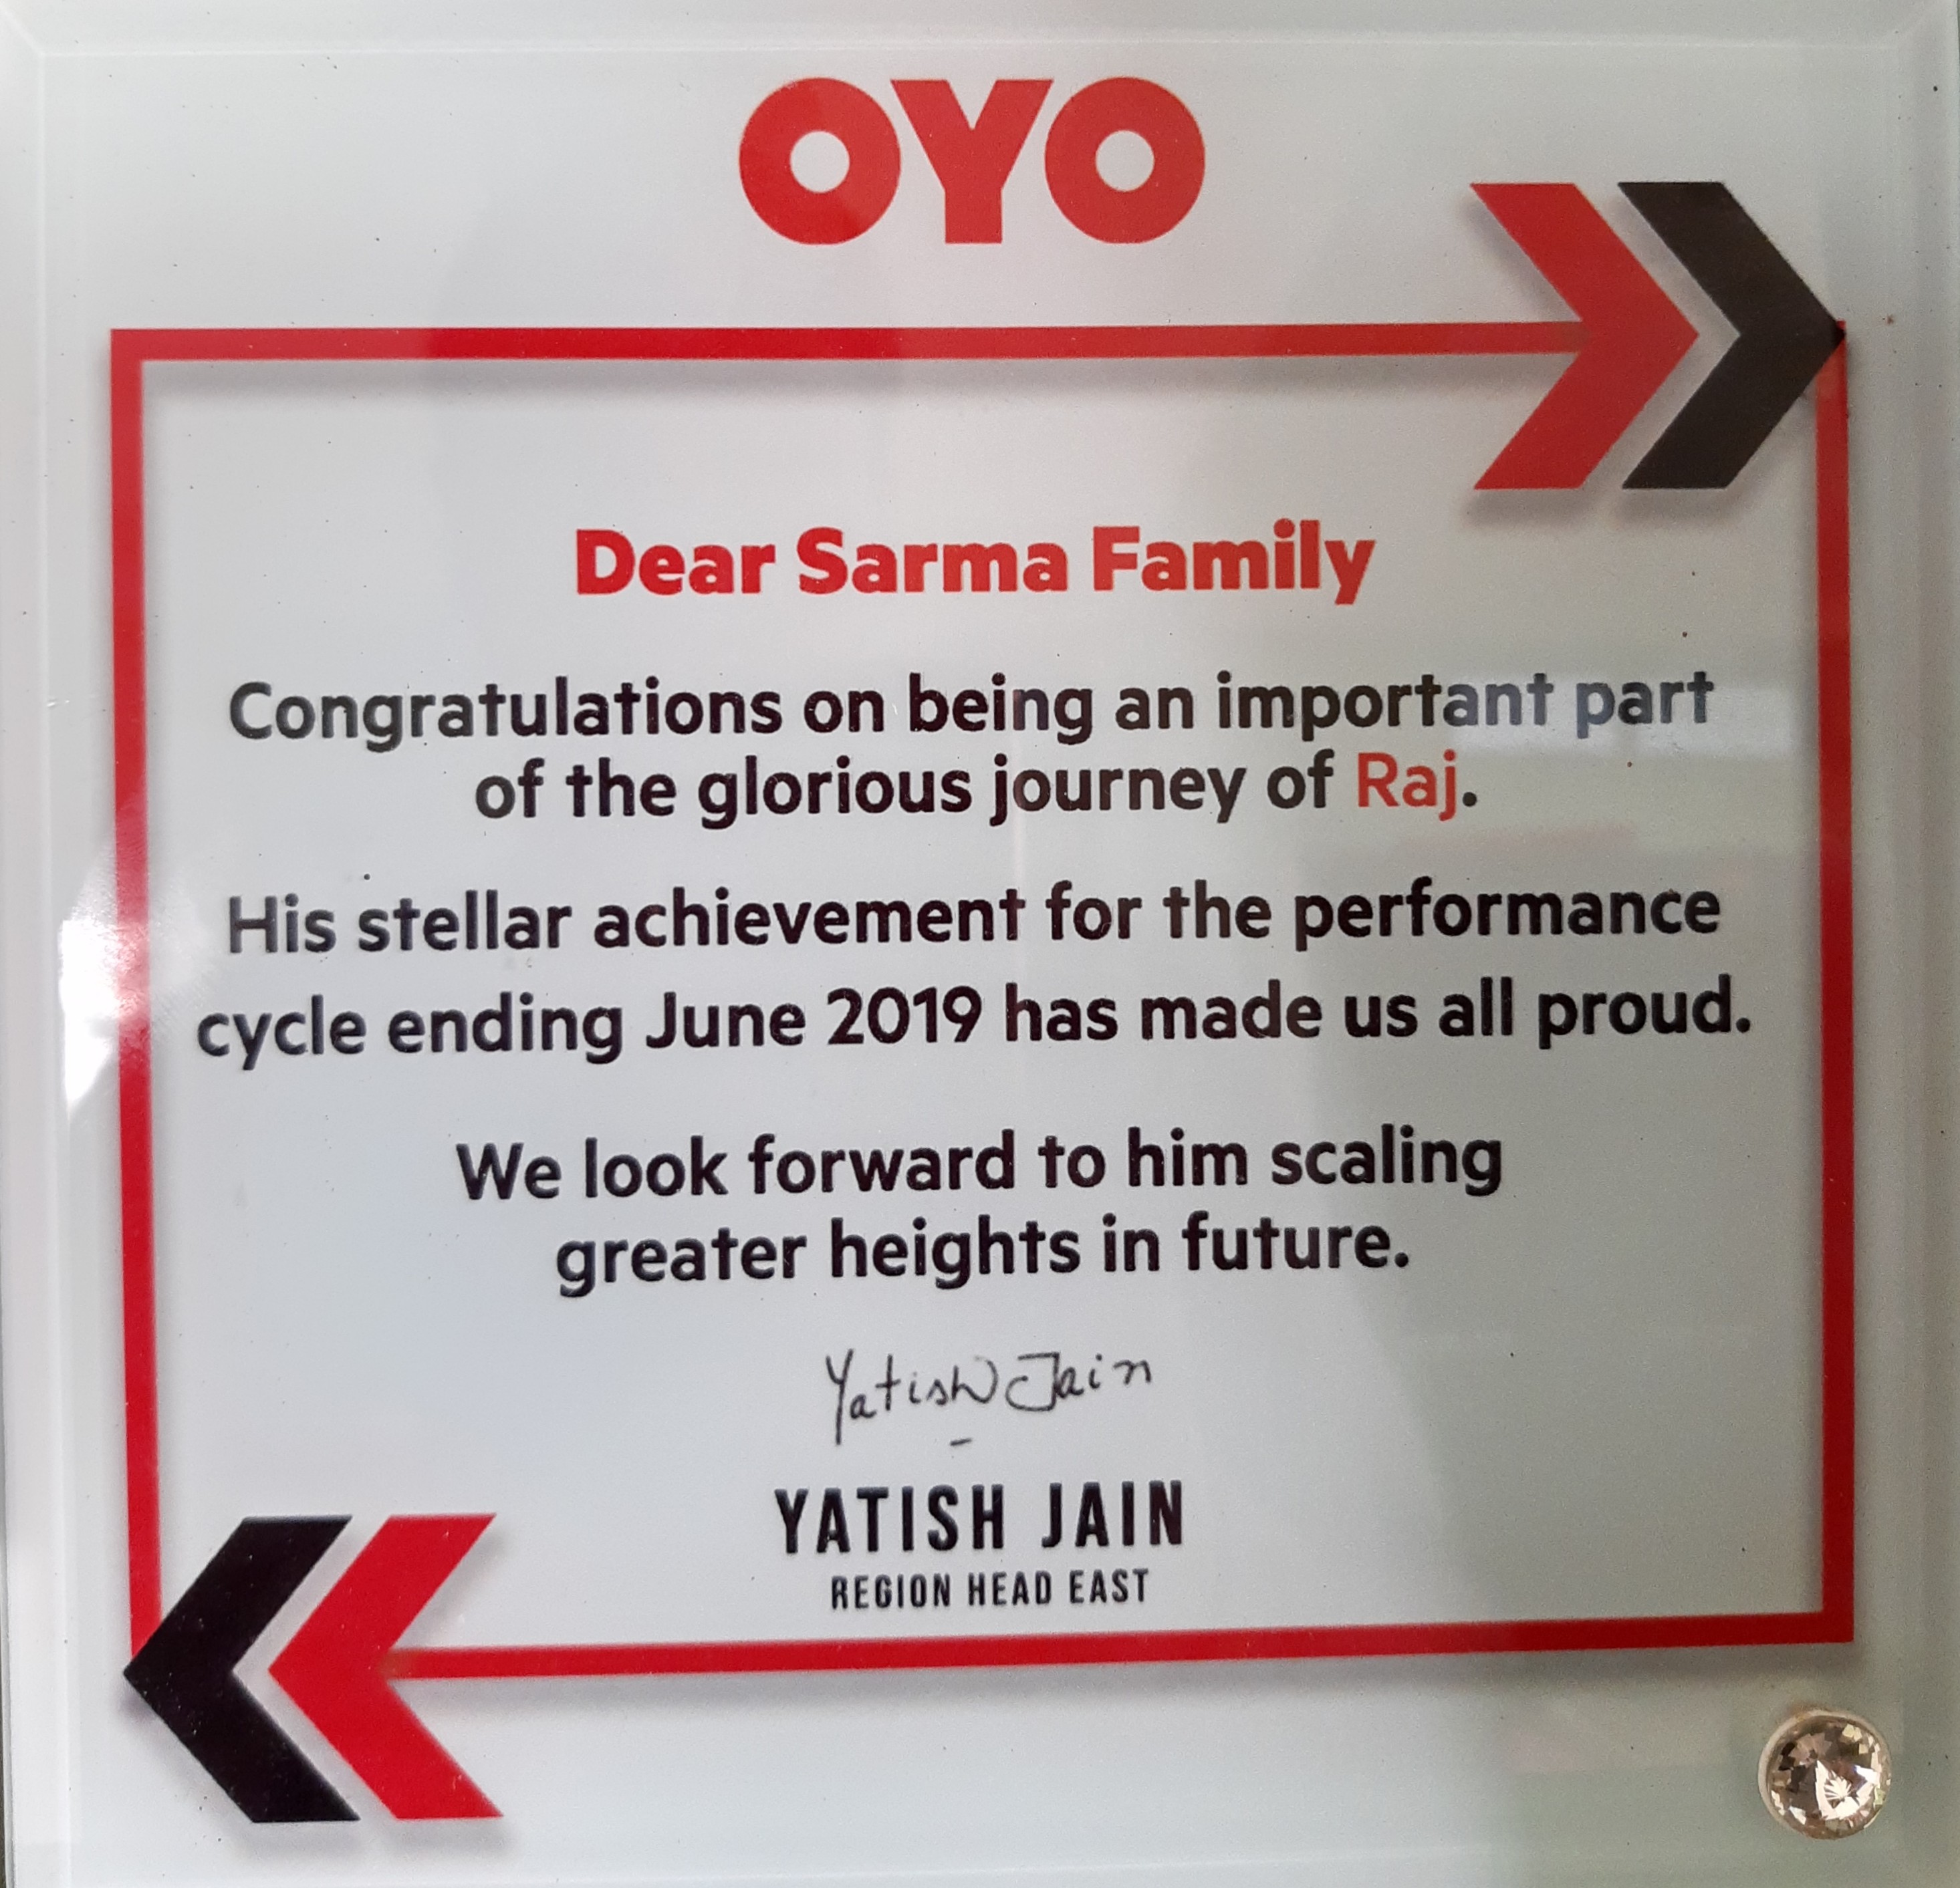 OYO
Dear Sarma Family
Congratulations on being an important part
of the glorious journey of Raj.
His stellar achievement for the performance
cycle ending June 2019 has made us all proud.
We look forward to him scaling
greater heights in future.
Yatish Jain
YATISH JAIN
REGION HEAD EAST